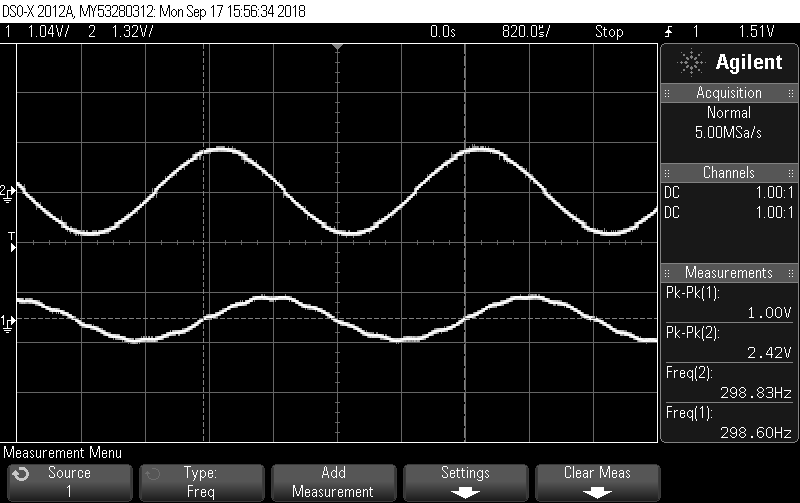 DSO-X 2012A, MY53280312: Mon Sep 17 15:56:34 2018
1 1.04V/ 2 1.32V/ 0.0s 820.0㎲/ Stop 1 1.51V
Agilent
Acquisition
Normal
5.00MSa/s
Channels
DC 1.00:1
DC 1.00:1
Measurements
Pk-Pk(1):
1.00V
Pk-Pk(2):
2.42V
Freq(2):
298.83Hz
Freq(1):
298.60Hz
2
T
1
Measurement Menu
Source
1
Type:
Freq
Add
Measurement
Settings
Clear Meas